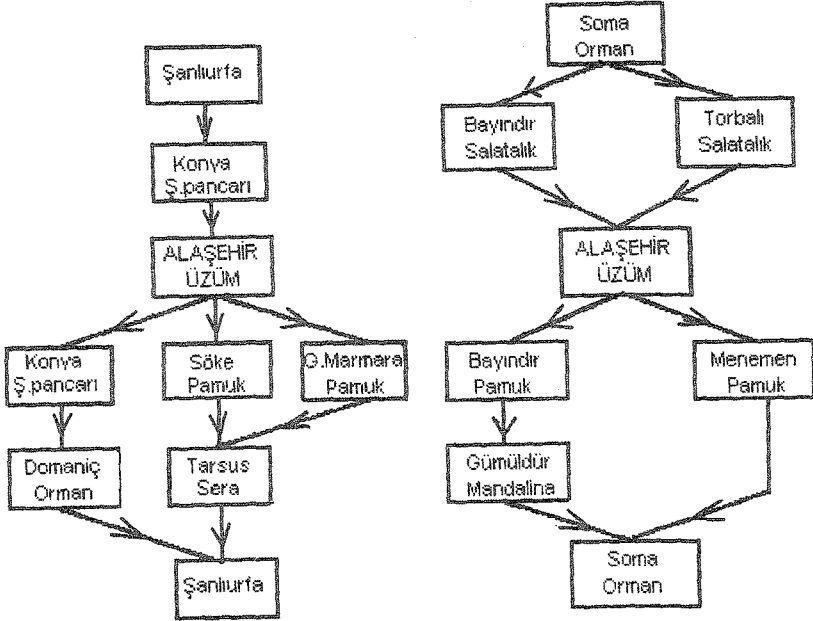 Şanlıurfa
Konya
Ş.pancarı
ALAŞEHİR
ÜZÜM
Konya
Ş.pancarı
Söke
Pamuk
G.Marmara
Pamuk
Domaniç
Orman
Tarsus
Sera
Şanlıurfa
Soma
Orman
Bayındır
Salatalık
Torbalı
Salatalık
ALAŞEHİR
ÜZÜM
Bayındır
Pamuk
Menemen
Pamuk
Gümüldür
Mandalina
Soma
Orman